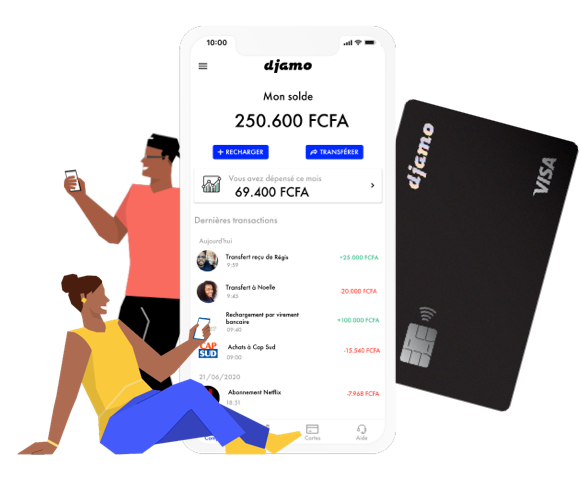 10:00
djamo
Mon solde
250.600 FCFA
+ RECHARGER
TRANSFÉRER
Vous avez dépensé ce mois
69.400 FCFA
Dernières transactions
Aujourd'hui
Transfert reçu de Régis
9:59
+25.000 FCFA
Transfert à Noelle
9:45
-20.000 FCFA
Rechargement par virement
bancaire
09:40
+100.000 FCFA
CAP
SUD
Achats à Cap Sud
09:00
-15.540 FCFA
21/06/2020
Abonnement Netflix
18:51
-7.968 FCFA
Cartes
Aide
djamo
VISA